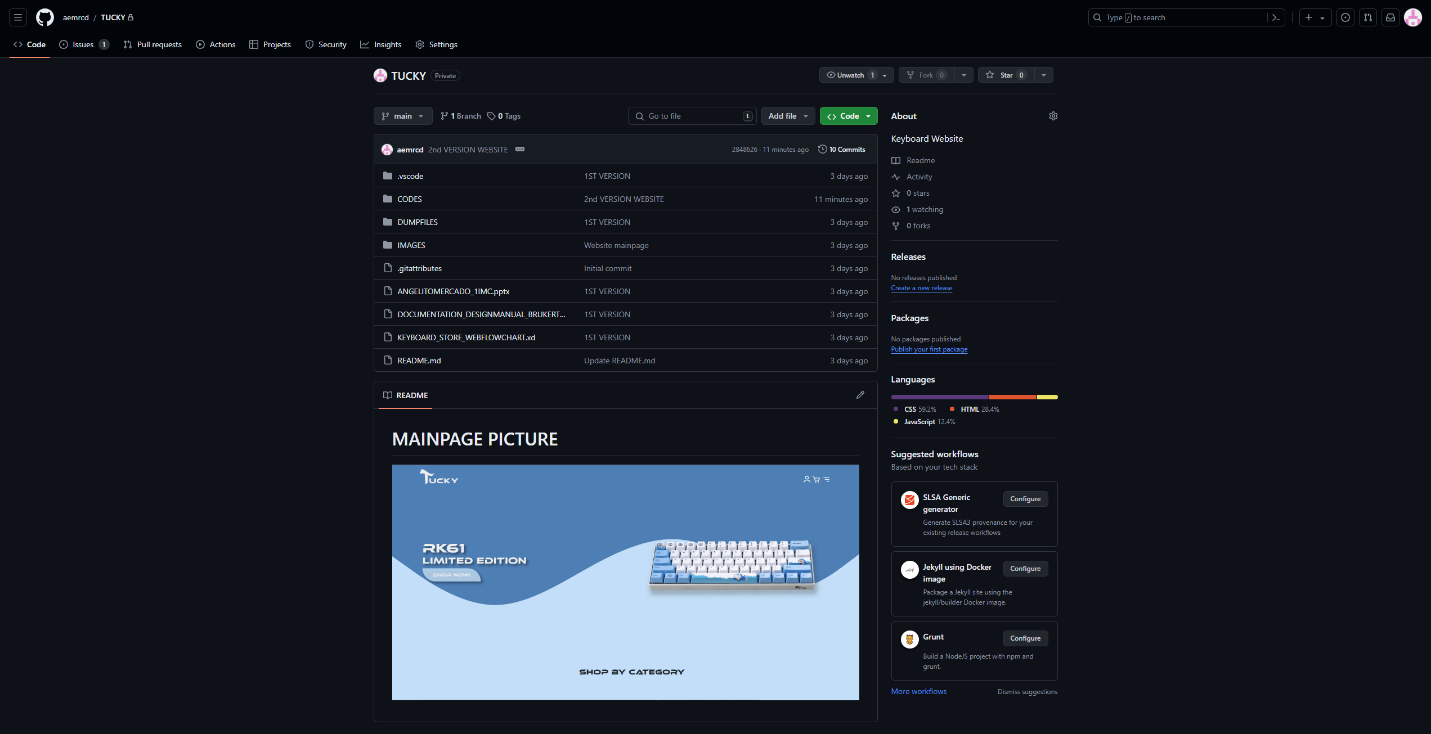 aemrcd / TUCKY
Type / to search
Code
Issues 1
Pull requests
Actions
Projects
Security
Insights
Settings
TUCKY Private
Unwatch 1
Fork 0
Star 0
main
1 Branch
0 Tags
Go to file t
Add file
Code
aemrcd 2nd VERSION WEBSITE 2848626 · 11 minutes ago 10 Commits
.vscode 1ST VERSION 3 days ago
CODES 2nd VERSION WEBSITE 11 minutes ago
DUMPFILES 1ST VERSION 3 days ago
IMAGES Website mainpage 3 days ago
.gitattributes Initial commit 3 days ago
ANGELITOMERCADO_1IMC.pptx 1ST VERSION 3 days ago
DOCUMENTATION_DESIGNMANUAL_BRUKERT... 1ST VERSION 3 days ago
KEYBOARD_STORE_WEBFLOWCHART.xd 1ST VERSION 3 days ago
README.md Update README.md 3 days ago
README
MAINPAGE PICTURE
TUCKY
RK61
LIMITED EDITION
SHOP NOW!
SHOP BY CATEGORY
About
Keyboard Website
Readme
Activity
0 stars
1 watching
0 forks
Releases
No releases published
Create a new release
Packages
No packages published
Publish your first package
Languages
CSS 59.2% HTML 28.4%
JavaScript 12.4%
Suggested workflows
Based on your tech stack
SLSA Generic
generator
Configure
Generate SLSA3 provenance for your
existing release workflows
Jekyll using Docker
image
Configure
Package a Jekyll site using the
jekyll/builder Docker image.
Grunt
Configure
Build a NodeJS project with npm and
grunt.
More workflows
Dismiss suggestions